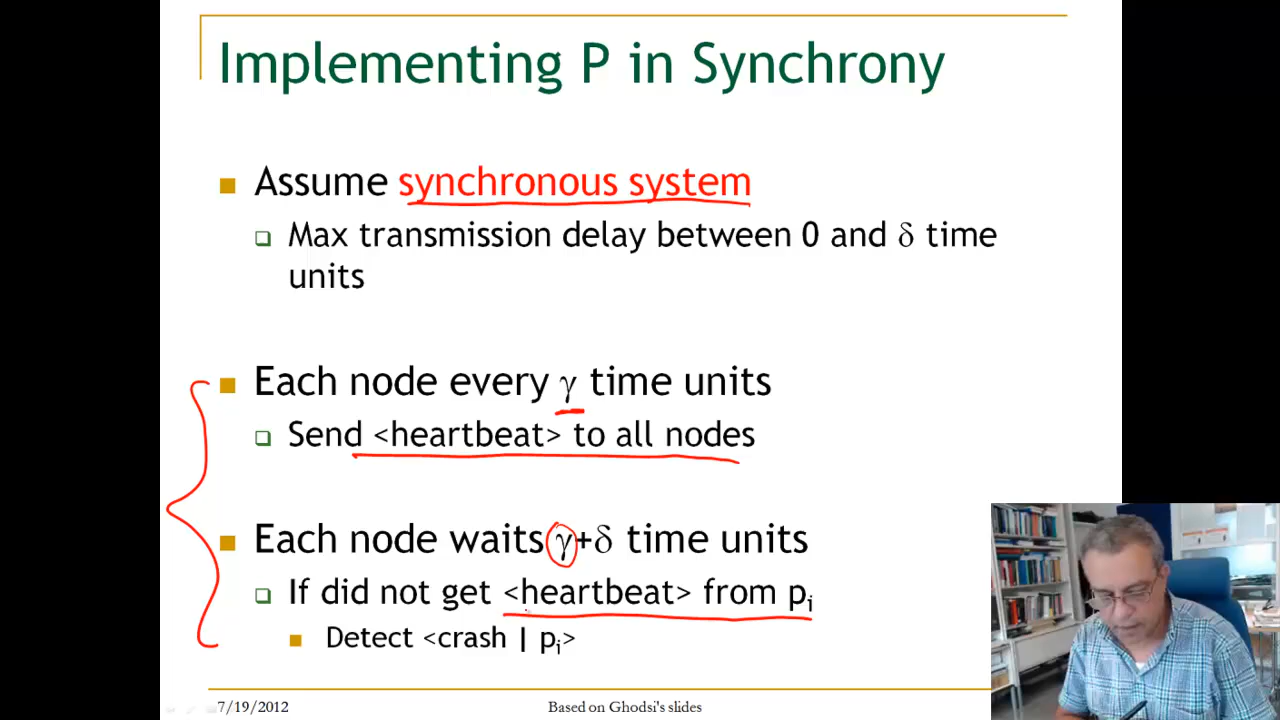 Implementing P in Synchrony
Assume synchronous system
Max transmission delay between 0 and δ time
units
Each node every γ time units
Send <heartbeat> to all nodes
Each node waits γ+δ time units
If did not get <heartbeat> from pi
Detect <crash | pi>
7/19/2012
Based on Ghodsi's slides